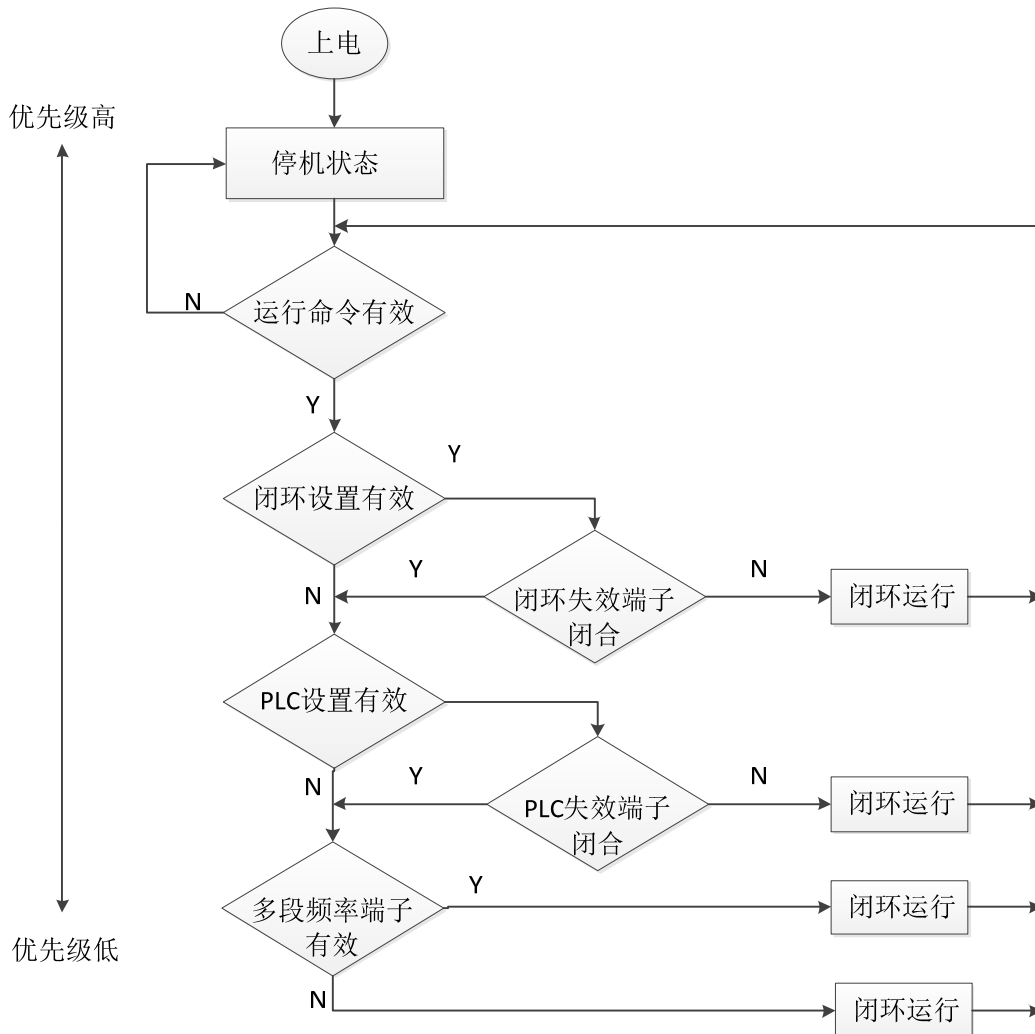 上电
优先级高
停机状态
N
运行命令有效
Y
Y
闭环设置有效
Y
N
N
闭环失效端子
闭合
闭环运行
PLC设置有效
N
Y
N
PLC失效端子
闭合
闭环运行
Y
多段频率端子
有效
闭环运行
优先级低
N
闭环运行